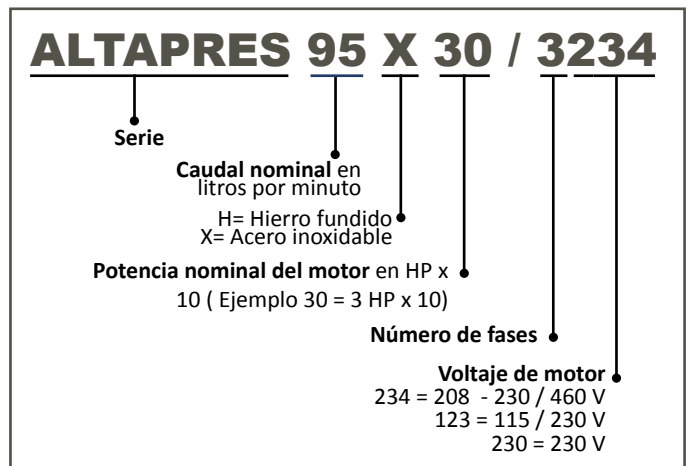 ALTAPRES 95 X 30 / 3234
Serie
Caudal nominal en
litros por minuto
H= Hierro fundido
X= Acero inoxidable
Potencia nominal del motor en HP x
10 ( Ejemplo 30 = 3 HP x 10)
Número de fases
Voltaje de motor
234 = 208 - 230 / 460 V
123 = 115 / 230 V
230 = 230 V